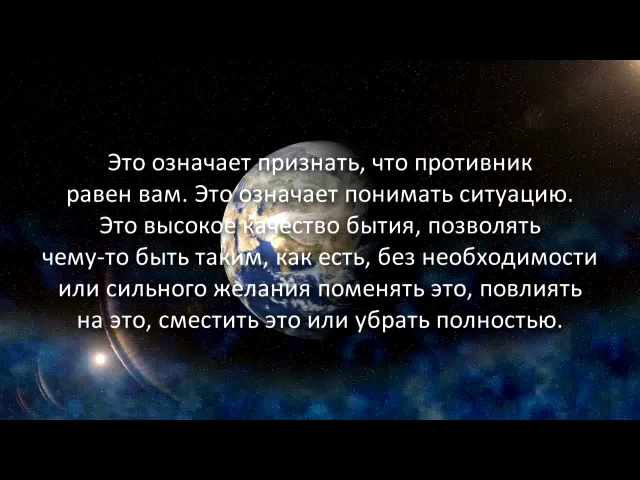 Это означает признать, что противник
равен вам. Это означает понимать ситуацию.
Это высокое качество бытия, позволять
чему-то быть таким, как есть, без необходимости
или сильного желания поменять это, повлиять
на это, сместить это или убрать полностью.